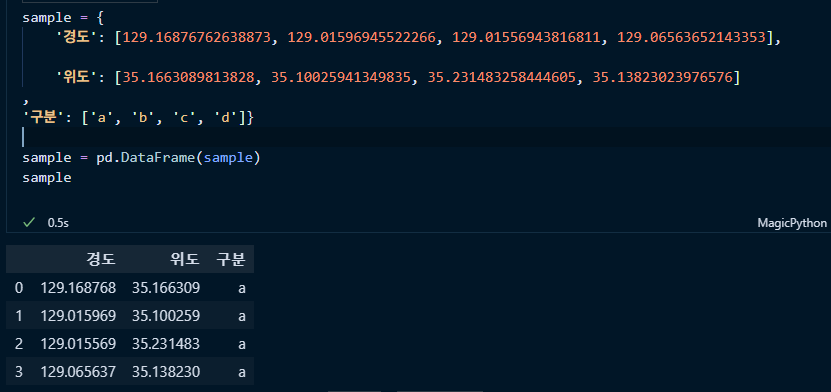 sample = {
'경도': [129.16876762638873, 129.01596945522266, 129.01556943816811, 129.06563652143353],
'위도': [35.1663089813828, 35.10025941349835, 35.231483258444605, 35.13823023976576]
,
'구분': ['a', 'b', 'c', 'd']}
sample = pd.DataFrame(sample)
sample
0.5s
MagicPython
경도 위도 구분
0 129.168768 35.166309 a
1 129.015969 35.100259 a
2 129.015569 35.231483 a
3 129.065637 35.138230 a